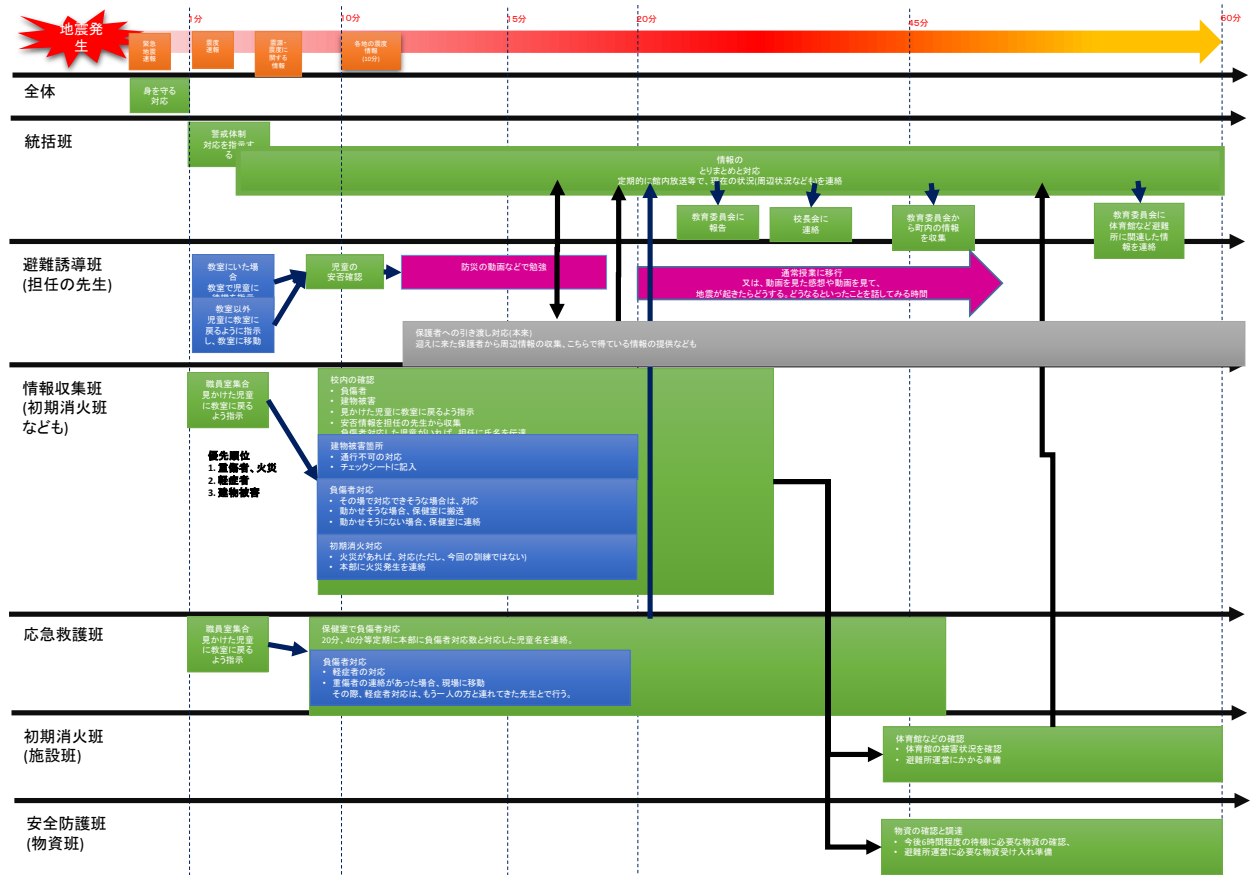 地震発
生
1分
10分
15分
20分
45分
60分
緊急
地震
速報
震度
速報
震源・
震度に
関する
情報
各地の震度
情報
(10分)
全体
身を守る
対応
統括班
警戒体制
対応を指示す
る
情報の
とりまとめと対応
定期的に館内放送等で、現在の状況(周辺状況なども)を連絡
教育委員会に
報告
校長会に
連絡
教育委員会か
ら町内の情報
を収集
教育委員会に
体育館など避難
所に関連した情
報を連絡
避難誘導班
(担任の先生)
教室にいた場
合
教室で児童に
教室以外
児童に教室に
戻るように指示
し、教室に移動
児童の
安否確認
防災の動画などで勉強
通常授業に移行
又は、動画を見た感想や動画を見て、
地震が起きたらどうする。どうなるといったことを話してみる時間
保護者への引き渡し対応(本来)
迎えに来た保護者から周辺情報の収集、こちらで得ている情報の提供なども
情報収集班
(初期消火班
なども)
職員室集合
見かけた児童
に教室に戻る
よう指示
優先順位
1. 重傷者、火災
2. 軽症者
3. 建物被害
校内の確認
• 負傷者
• 建物被害
• 見かけた児童に教室に戻るよう指示
• 安否情報を担任の先生から収集
負傷者対応した児童がいれば、担任に氏名を伝達
建物被害箇所
• 通行不可の対応
• チェックシートに記入
負傷者対応
• その場で対応できそうな場合は、対応
• 動かせそうな場合、保健室に搬送
• 動かせそうにない場合、保健室に連絡
初期消火対応
• 火災があれば、対応(ただし、今回の訓練ではない)
• 本部に火災発生を連絡
応急救護班
職員室集合
見かけた児童
に教室に戻る
よう指示
保健室で負傷者対応
20分、40分等定期に本部に負傷者対応数と対応した児童名を連絡。
負傷者対応
• 軽症者の対応
• 重傷者の連絡があった場合、現場に移動
その際、軽症者対応は、もう一人の方と連れてきた先生とで行う。
初期消火班
(施設班)
体育館などの確認
• 体育館の被害状況を確認
• 避難所運営にかかる準備
安全防護班
(物資班)
物資の確認と調達
• 今後6時間程度の待機に必要な物資の確認、
• 避難所運営に必要な物資受け入れ準備